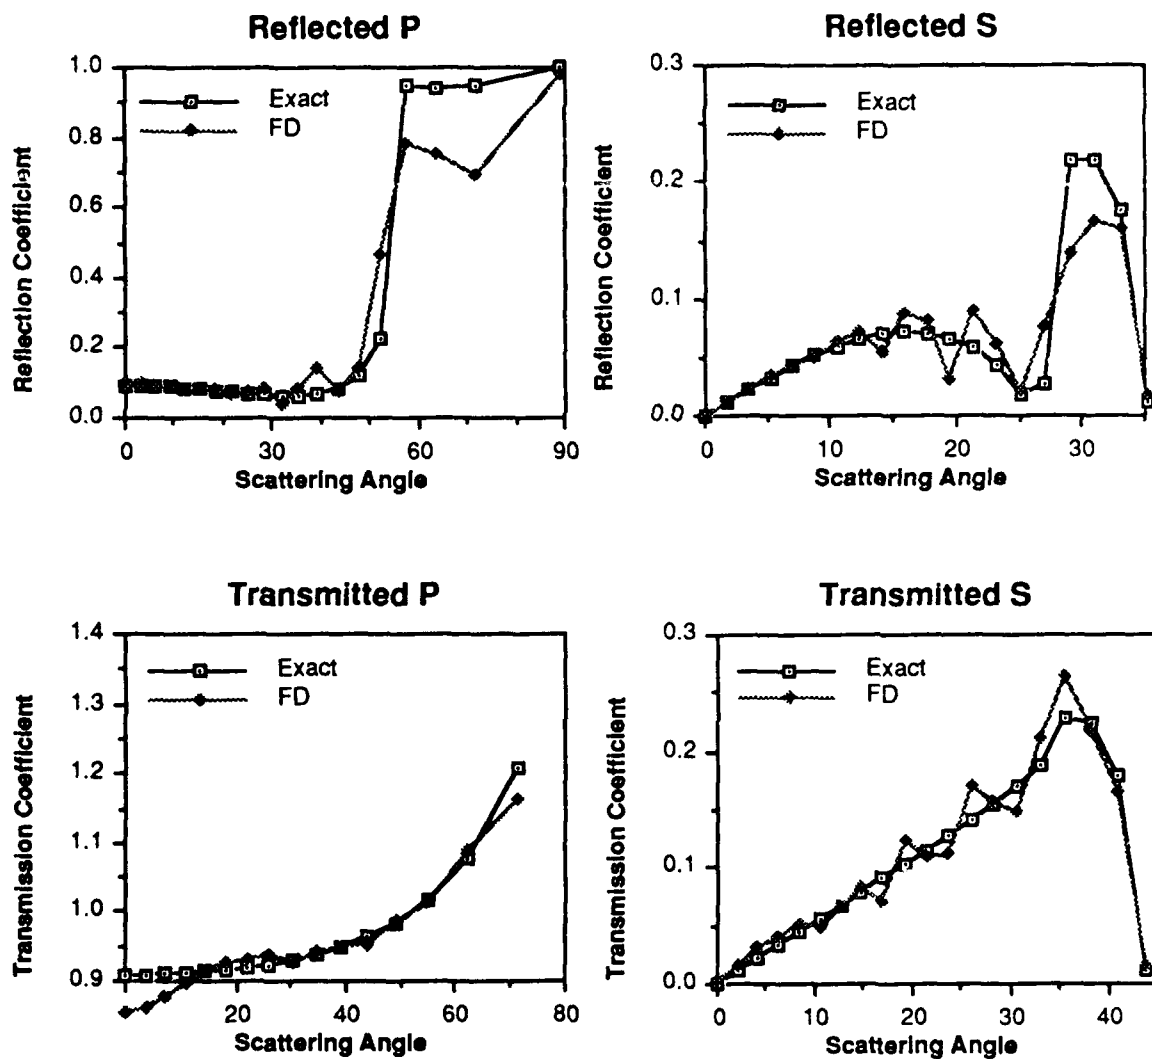 Reflected P
1.0
0.8
0.6
0.4
0.2
0.0
Reflection Coefficient
Exact
FD
0
30
60
90
Scattering Angle
Reflected S
0.3
0.2
0.1
0.0
Reflection Coefficient
Exact
FD
0
10
20
30
Scattering Angle
Transmitted P
1.4
1.3
1.2
1.1
1.0
0.9
Transmission Coefficient
Exact
FD
20
40
60
80
Scattering Angle
Transmitted S
0.3
0.2
0.1
0.0
Transmission Coefficient
Exact
FD
0
10
20
30
40
Scattering Angle